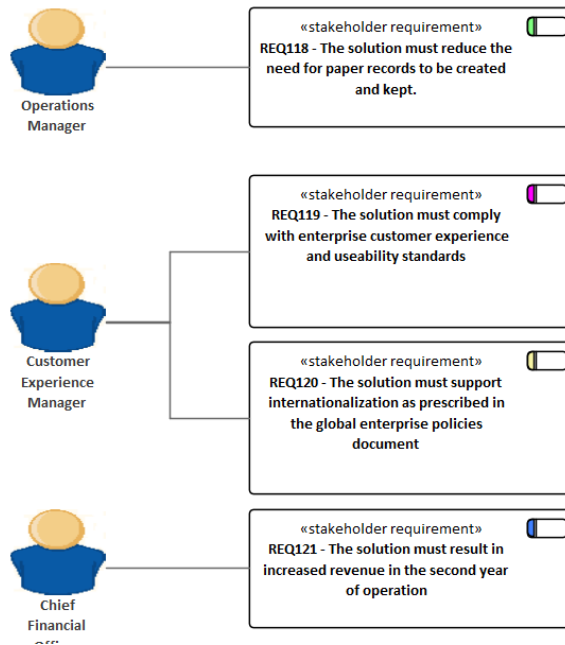 «stakeholder requirement»
REQ118 - The solution must reduce the
need for paper records to be created
and kept.
Operations
Manager
«stakeholder requirement»
REQ119 - The solution must comply
with enterprise customer experience
and useability standards
Customer
Experience
Manager
«stakeholder requirement»
REQ120 - The solution must support
internationalization as prescribed in
the global enterprise policies
document
«stakeholder requirement»
REQ121 - The solution must result in
increased revenue in the second year
of operation
Chief
Financial